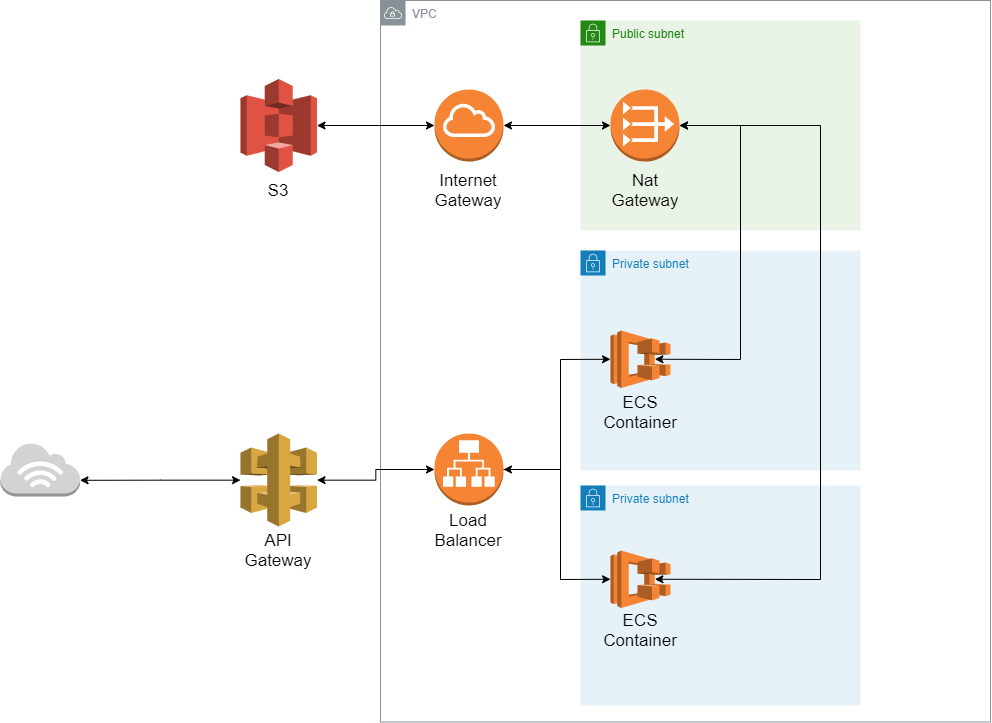 VPC
Public subnet
S3
Internet
Gateway
Nat
Gateway
Private subnet
ECS
Container
Private subnet
Load
Balancer
API
Gateway
ECS
Container